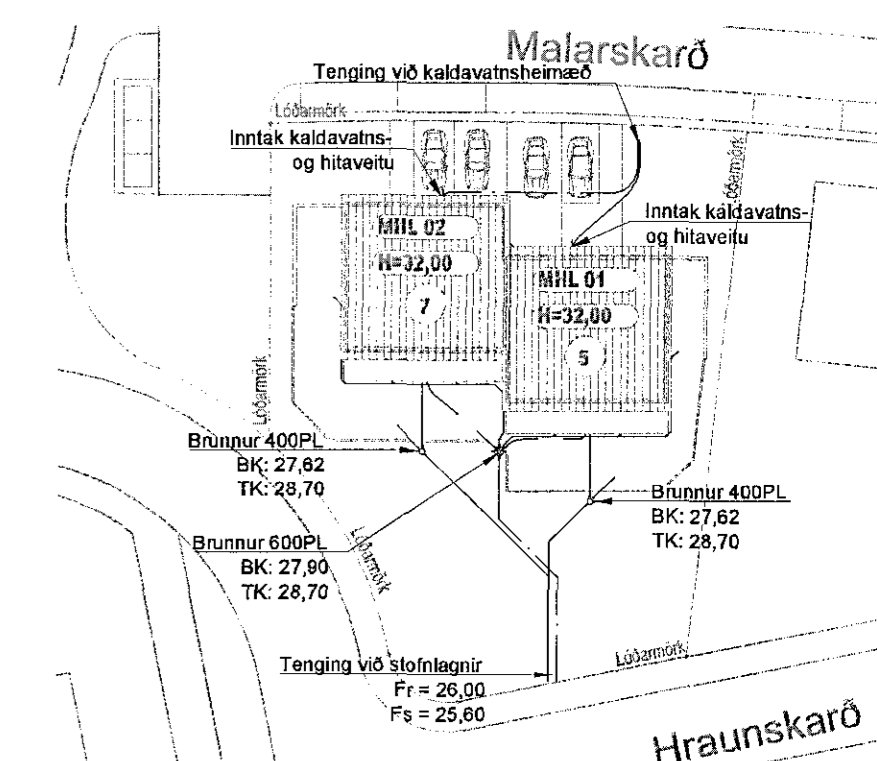 Malarskarð
Tenging við kaldavatnsheimæð
Lóðarmörk
Inntak kaldavatns-
og hitaveitu
Lóðarmörk
Inntak kaldavatns-
og hitaveitu
MHL 02
H=32,00
7
MHL 01
H=32,00
5
Lóðarmörk
Brunnur 400PL
BK: 27,62
TK: 28,70
Brunnur 400PL
BK: 27,62
TK: 28,70
Brunnur 600PL
BK: 27,90
TK: 28,70
Lóðarmörk
Tenging við stofnlagnir
Fr = 26,00
Fs = 25,60
Lóðarmörk
Hraunskarð